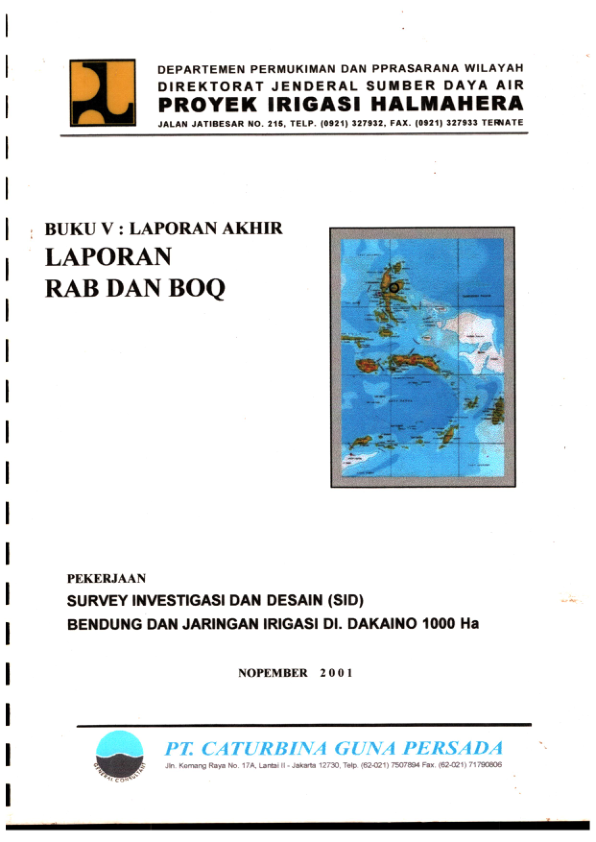 DEPARTEMEN PERMUKIMAN DAN PPRASARANA WILAYAH
DIREKTORAT JENDERAL SUMBER DAYA AIR
PROYEK IRIGASI HALMAHERA
JALAN JATIBESAR NO. 215, TELP. (0921) 327932, FAX. (0921) 327933 TERNATE
BUKU V : LAPORAN AKHIR
LAPORAN
RAB DAN BOQ
PEKERJAAN
SURVEY INVESTIGASI DAN DESAIN (SID)
BENDUNG DAN JARINGAN IRIGASI DI. DAKAINO 1000 Ha
NOPEMBER 2001
PT. CATURBINA GUNA PERSADA
Jln. Kemang Raya No. 17A, Lantai II - Jakarta 12730, Telp. (62-021) 7507894 Fax. (62-021) 71790806
GENERAL CONSULTANT